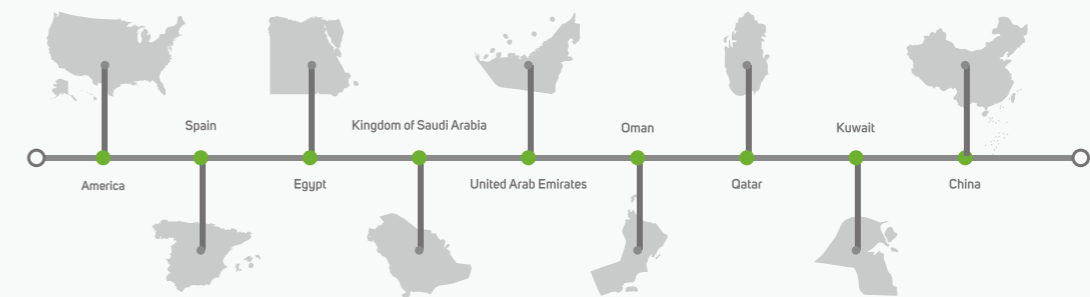 Spain
Kingdom of Saudi Arabia
Oman
Kuwait
America
Egypt
United Arab Emirates
Qatar
China